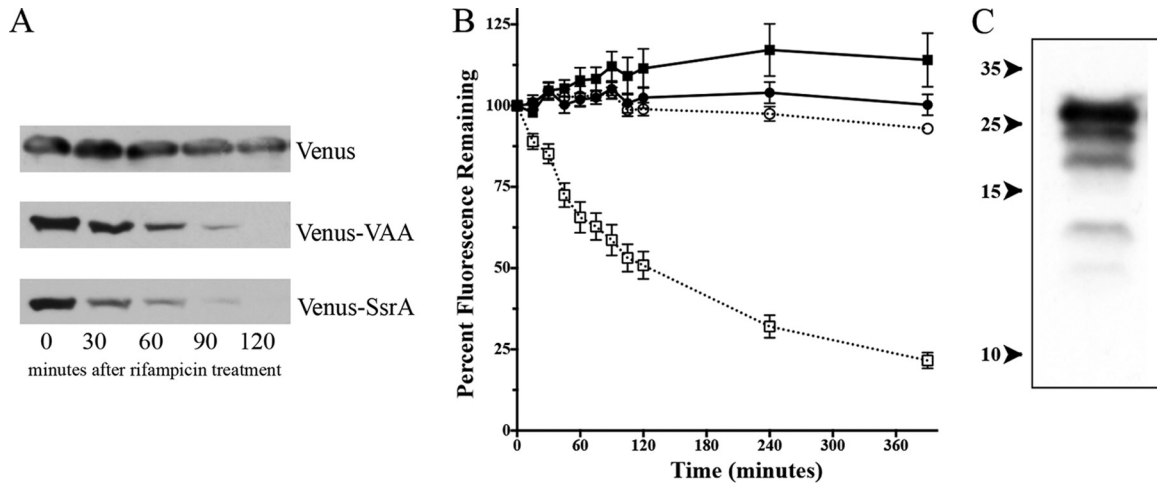 A
Venus
Venus-VAA
Venus-SsrA
0 30 60 90 120
minutes after rifampicin treatment
B
Percent Fluorescence Remaining
125
100
75
50
25
0
0 60 120 180 240 300 360
Time (minutes)
C
35
25
15
10